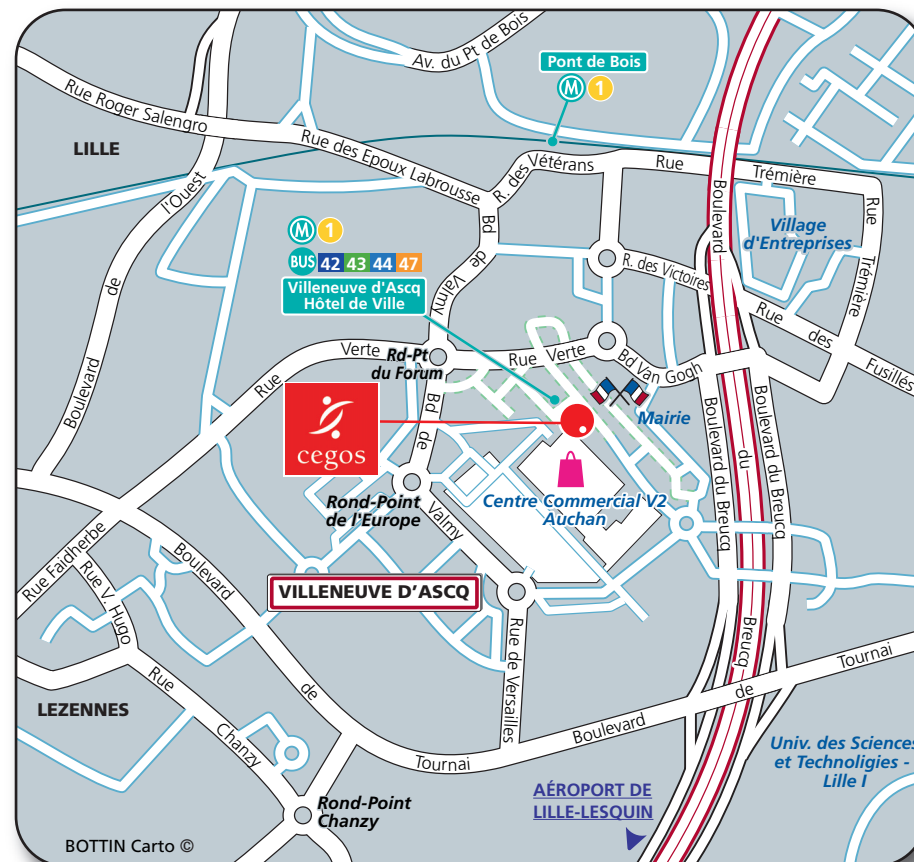 Av. du Pt de Bois
Pont de Bois
M 1
Rue Roger Salengro
LILLE
Rue des Epoux Labrousse
R. des Vétérans
Rue
Trémière
Rue
Trémière
Boulevard
Village
d'Entreprises
Boulevard
de
l'Ouest
M 1
BUS 42 43 44 47
Villeneuve d'Ascq
Hôtel de Ville
Bd
de
Valmy
R. des Victoires
Rue
des
Fusillés
Rue
Verte
Rd-Pt
du Forum
Rue Verte
Bd Van Gogh
Mairie
cegos
Bd
de
Valmy
Centre Commercial V2
Auchan
Rond-Point
de l'Europe
Boulevard du Breucq
du
Boulevard du Breucq
Breucq
Rue Faidherbe
Rue V. Hugo
Boulevard
de
Tournai
Boulevard
de
Tournai
VILLENEUVE D'ASCQ
Rue de Versailles
LEZENNES
Rue
Chanzy
Rond-Point
Chanzy
Univ. des Sciences
et Technoligies -
Lille I
AÉROPORT DE
LILLE-LESQUIN
BOTTIN Carto ©